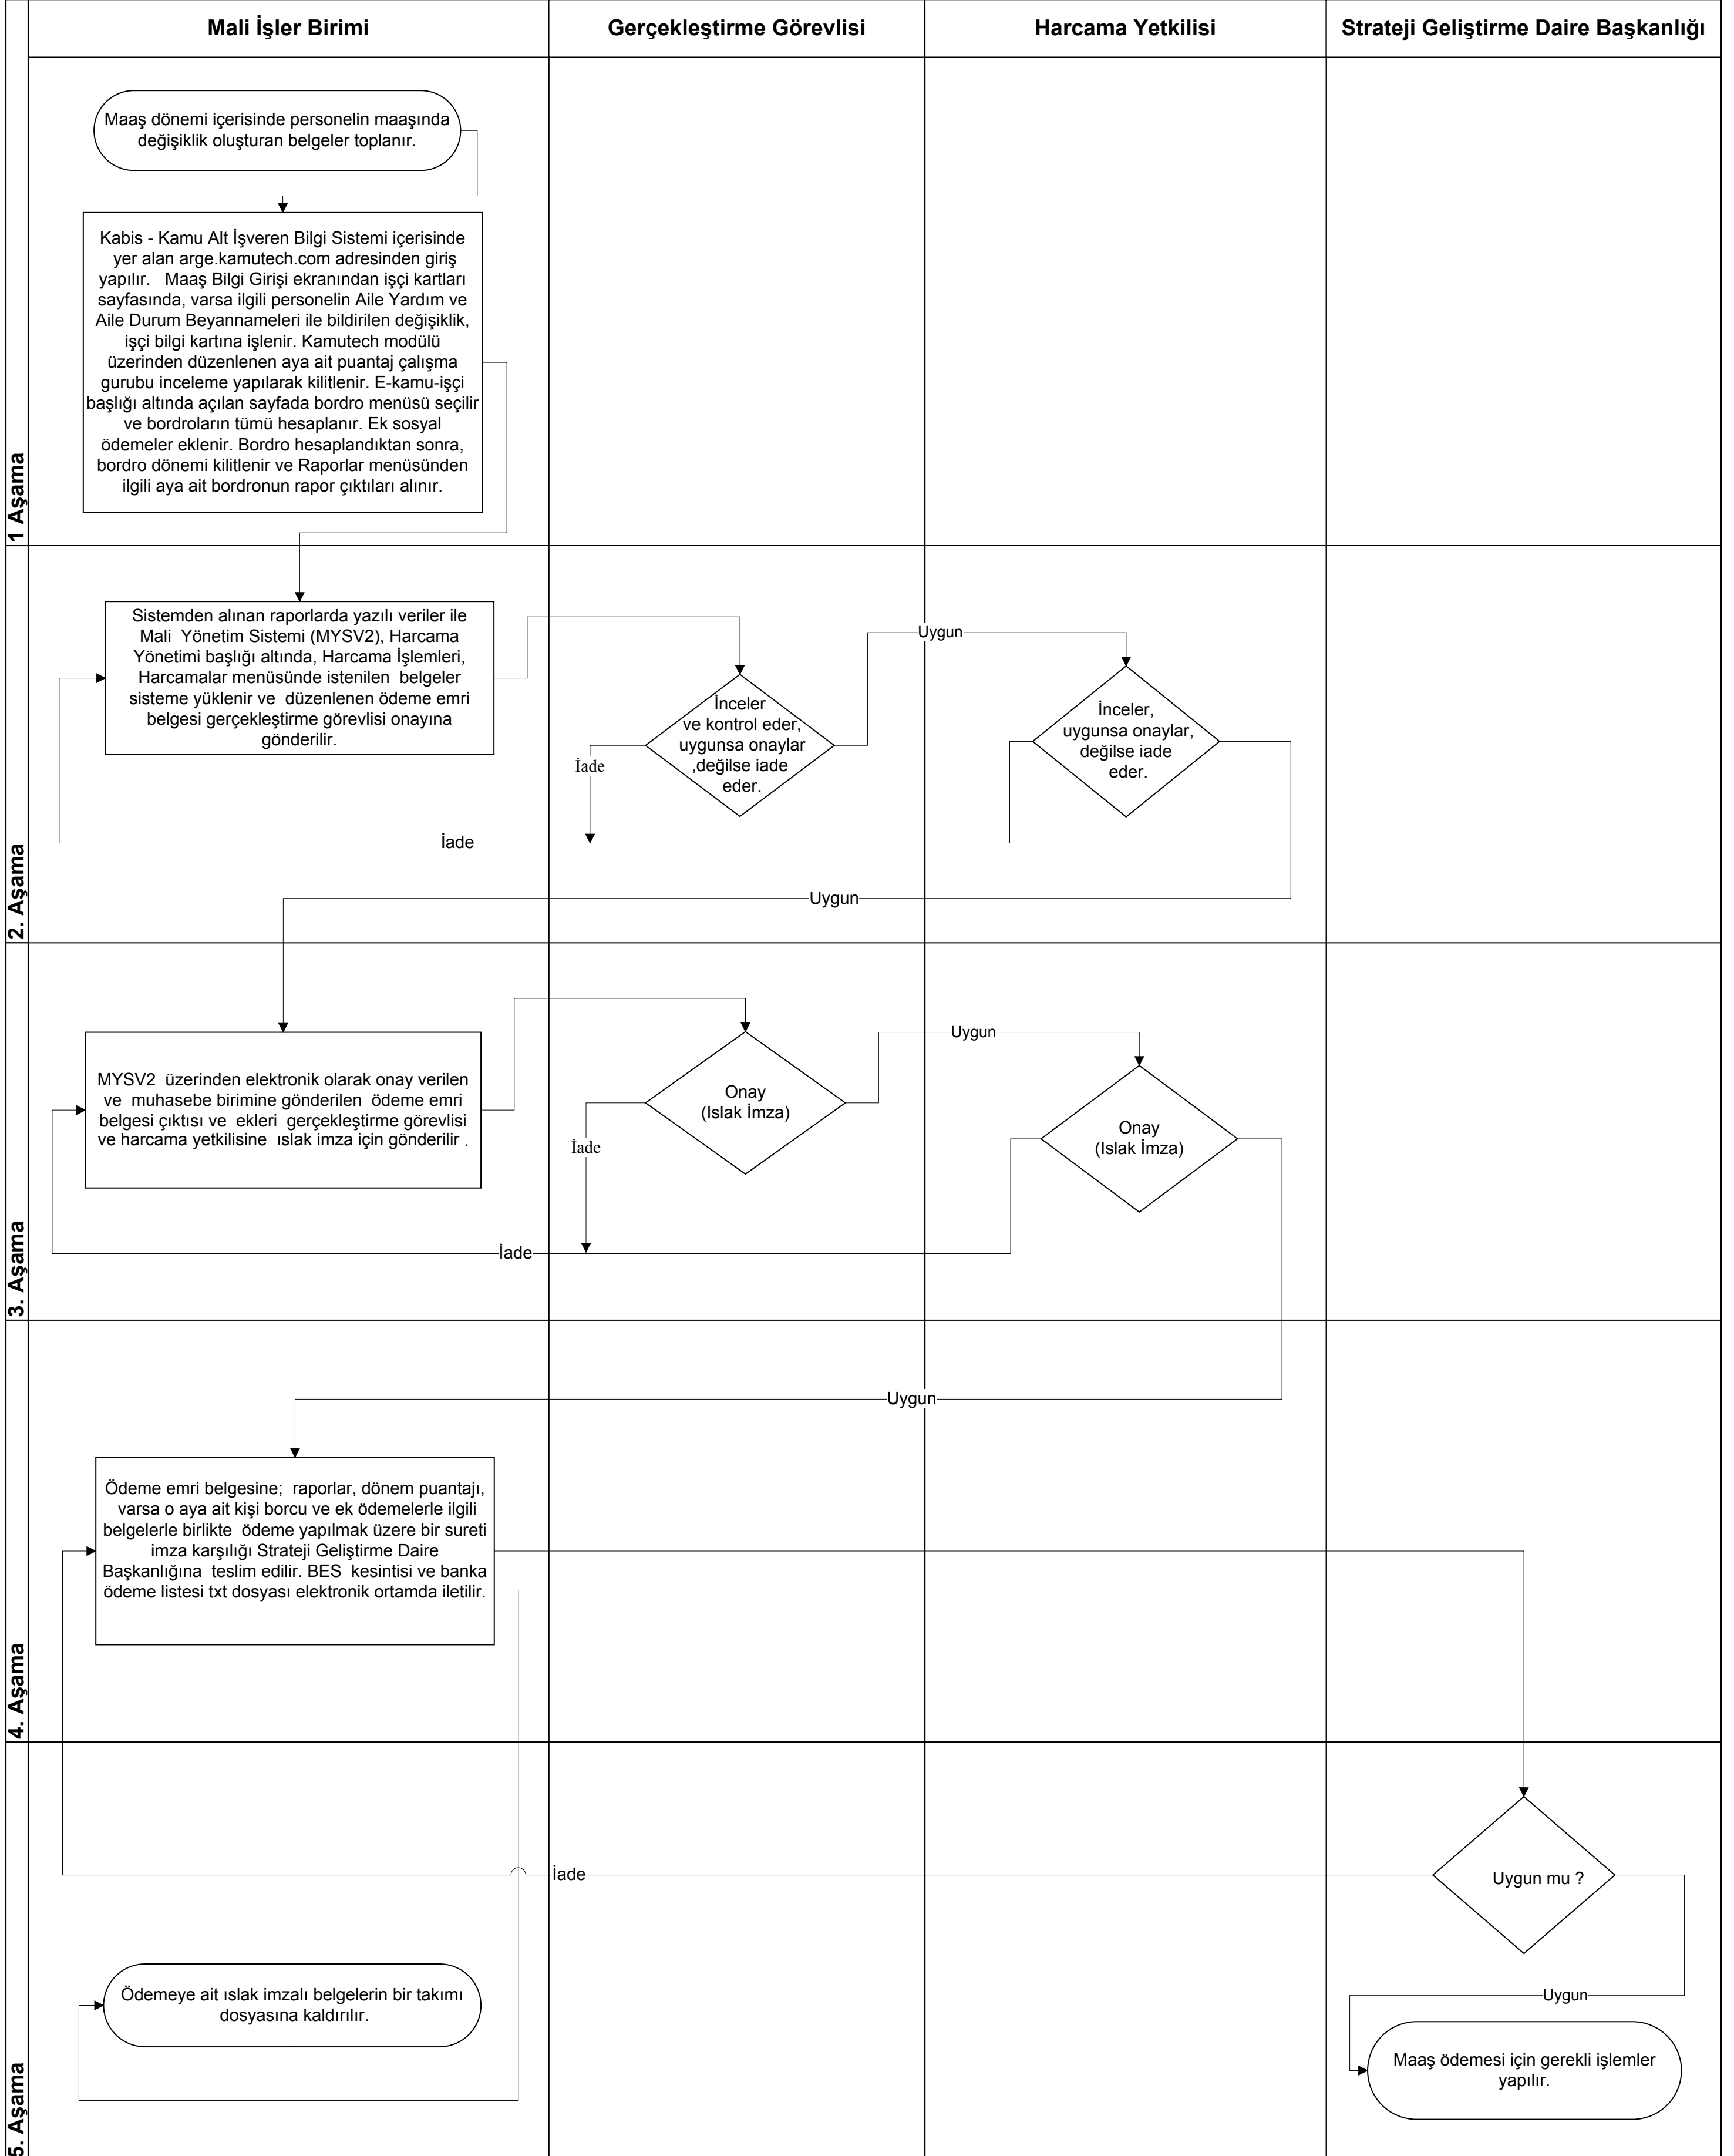 Mali İşler Birimi
Gerçekleştirme Görevlisi
Harcama Yetkilisi
Strateji Geliştirme Daire Başkanlığı
1 Aşama
Maaş dönemi içerisinde personelin maaşında
değişiklik oluşturan belgeler toplanır.
Kabis - Kamu Alt İşveren Bilgi Sistemi içerisinde
yer alan arge.kamutech.com adresinden giriş
yapılır.   Maaş Bilgi Girişi ekranından işçi kartları
sayfasında, varsa ilgili personelin Aile Yardım ve
Aile Durum Beyannameleri ile bildirilen değişiklik,
işçi bilgi kartına işlenir. Kamutech modülü
üzerinden düzenlenen aya ait puantaj çalışma
gurubu inceleme yapılarak kilitlenir. E-kamu-işçi
başlığı altında açılan sayfada bordro menüsü seçilir
ve bordroların tümü hesaplanır. Ek sosyal
ödemeler eklenir. Bordro hesaplandıktan sonra,
bordro dönemi kilitlenir ve Raporlar menüsünden
ilgili aya ait bordronun rapor çıktıları alınır.
2. Aşama
Sistemden alınan raporlarda yazılı veriler ile
Mali  Yönetim Sistemi (MYSV2), Harcama
Yönetimi başlığı altında, Harcama İşlemleri,
Harcamalar menüsünde istenilen  belgeler
sisteme yüklenir ve  düzenlenen ödeme emri
belgesi gerçekleştirme görevlisi onayına
gönderilir.
İnceler
ve kontrol eder,
uygunsa onaylar
,değilse iade
eder.
Uygun
İnceler,
uygunsa onaylar,
değilse iade
eder.
İade
İade
Uygun
3. Aşama
MYSV2  üzerinden elektronik olarak onay verilen
ve  muhasebe birimine gönderilen  ödeme emri
belgesi çıktısı ve  ekleri  gerçekleştirme görevlisi
ve harcama yetkilisine  ıslak imza için gönderilir .
Onay
(Islak İmza)
Uygun
Onay
(Islak İmza)
İade
İade
4. Aşama
Uygun
Ödeme emri belgesine;  raporlar, dönem puantajı,
varsa o aya ait kişi borcu ve ek ödemelerle ilgili
belgelerle birlikte  ödeme yapılmak üzere bir sureti
imza karşılığı Strateji Geliştirme Daire
Başkanlığına  teslim edilir. BES  kesintisi ve banka
ödeme listesi txt dosyası elektronik ortamda iletilir.
5. Aşama
İade
Uygun mu ?
Ödemeye ait ıslak imzalı belgelerin bir takımı
dosyasına kaldırılır.
Uygun
Maaş ödemesi için gerekli işlemler
yapılır.